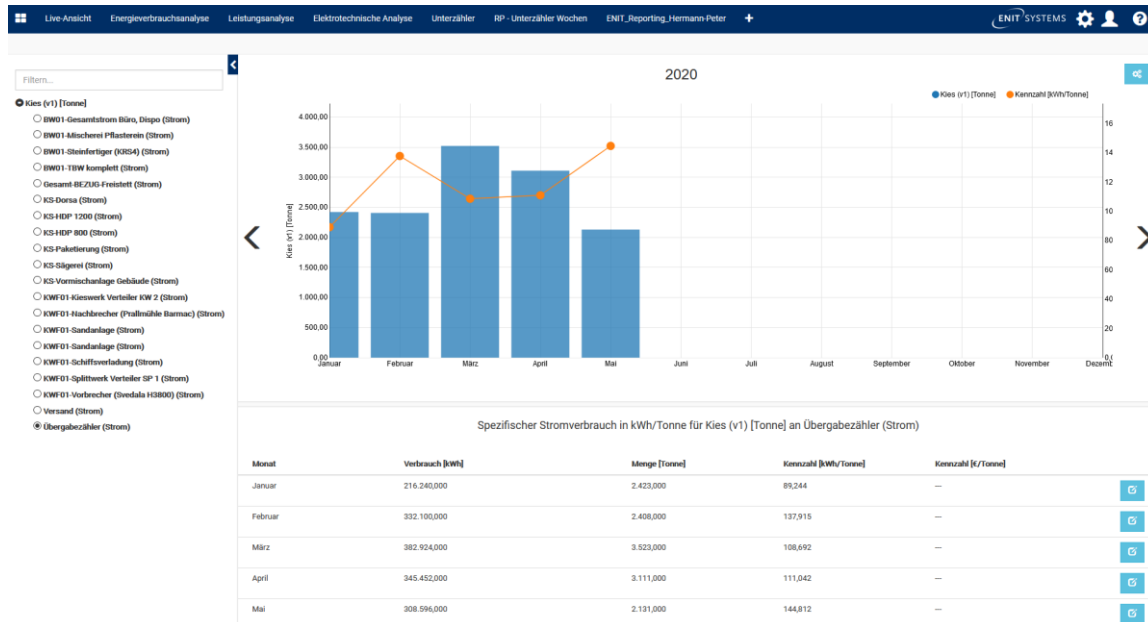 Live-Ansicht Energieverbrauchsanalyse Leistungsanalyse Elektrotechnische Analyse Unterzähler RP - Unterzähler Wochen ENIT_Reporting_Hermann-Peter + ENIT SYSTEMS ?
Filtern...
Kies (v1) [Tonne]
BW01-Gesamtstrom Büro, Dispo (Strom)
BW01-Mischerei Pflasterein (Strom)
BW01-Steinfertiger (KRS4) (Strom)
BW01-TBW komplett (Strom)
Gesamt-BEZUG-Freistett (Strom)
KS-Dorsa (Strom)
KS-HDP 1200 (Strom)
KS-HDP 800 (Strom)
KS-Paketierung (Strom)
KS-Sägerei (Strom)
KS-Vormischanlage Gebäude (Strom)
KWF01-Kieswerk Verteiler KW 2 (Strom)
KWF01-Nachbrecher (Prallmühle Barmac) (Strom)
KWF01-Sandanlage (Strom)
KWF01-Sandanlage (Strom)
KWF01-Schiffsverladung (Strom)
KWF01-Splittwerk Verteiler SP 1 (Strom)
KWF01-Vorbrecher (Svedala H3800) (Strom)
Versand (Strom)
Übergabezähler (Strom)
2020
Kies (v1) [Tonne] Kennzahl [kWh/Tonne]
4.000,00
3.500,00
3.000,00
2.500,00
2.000,00
1.500,00
1.000,00
500,00
0,00
Kies (v1) [Tonne]
16
14
12
10
80
60
40
20
0,(
Januar Februar März April Mai Juni Juli August September Oktober November Dezemb
Spezifischer Stromverbrauch in kWh/Tonne für Kies (v1) [Tonne] an Übergabezähler (Strom)
Monat Verbrauch [kWh] Menge [Tonne] Kennzahl [kWh/Tonne] Kennzahl [€/Tonne]
Januar 216.240,000 2.423,000 89,244 —
Februar 332.100,000 2.408,000 137,915 —
März 382.924,000 3.523,000 108,692 —
April 345.452,000 3.111,000 111,042 —
Mai 308.596,000 2.131,000 144,812 —